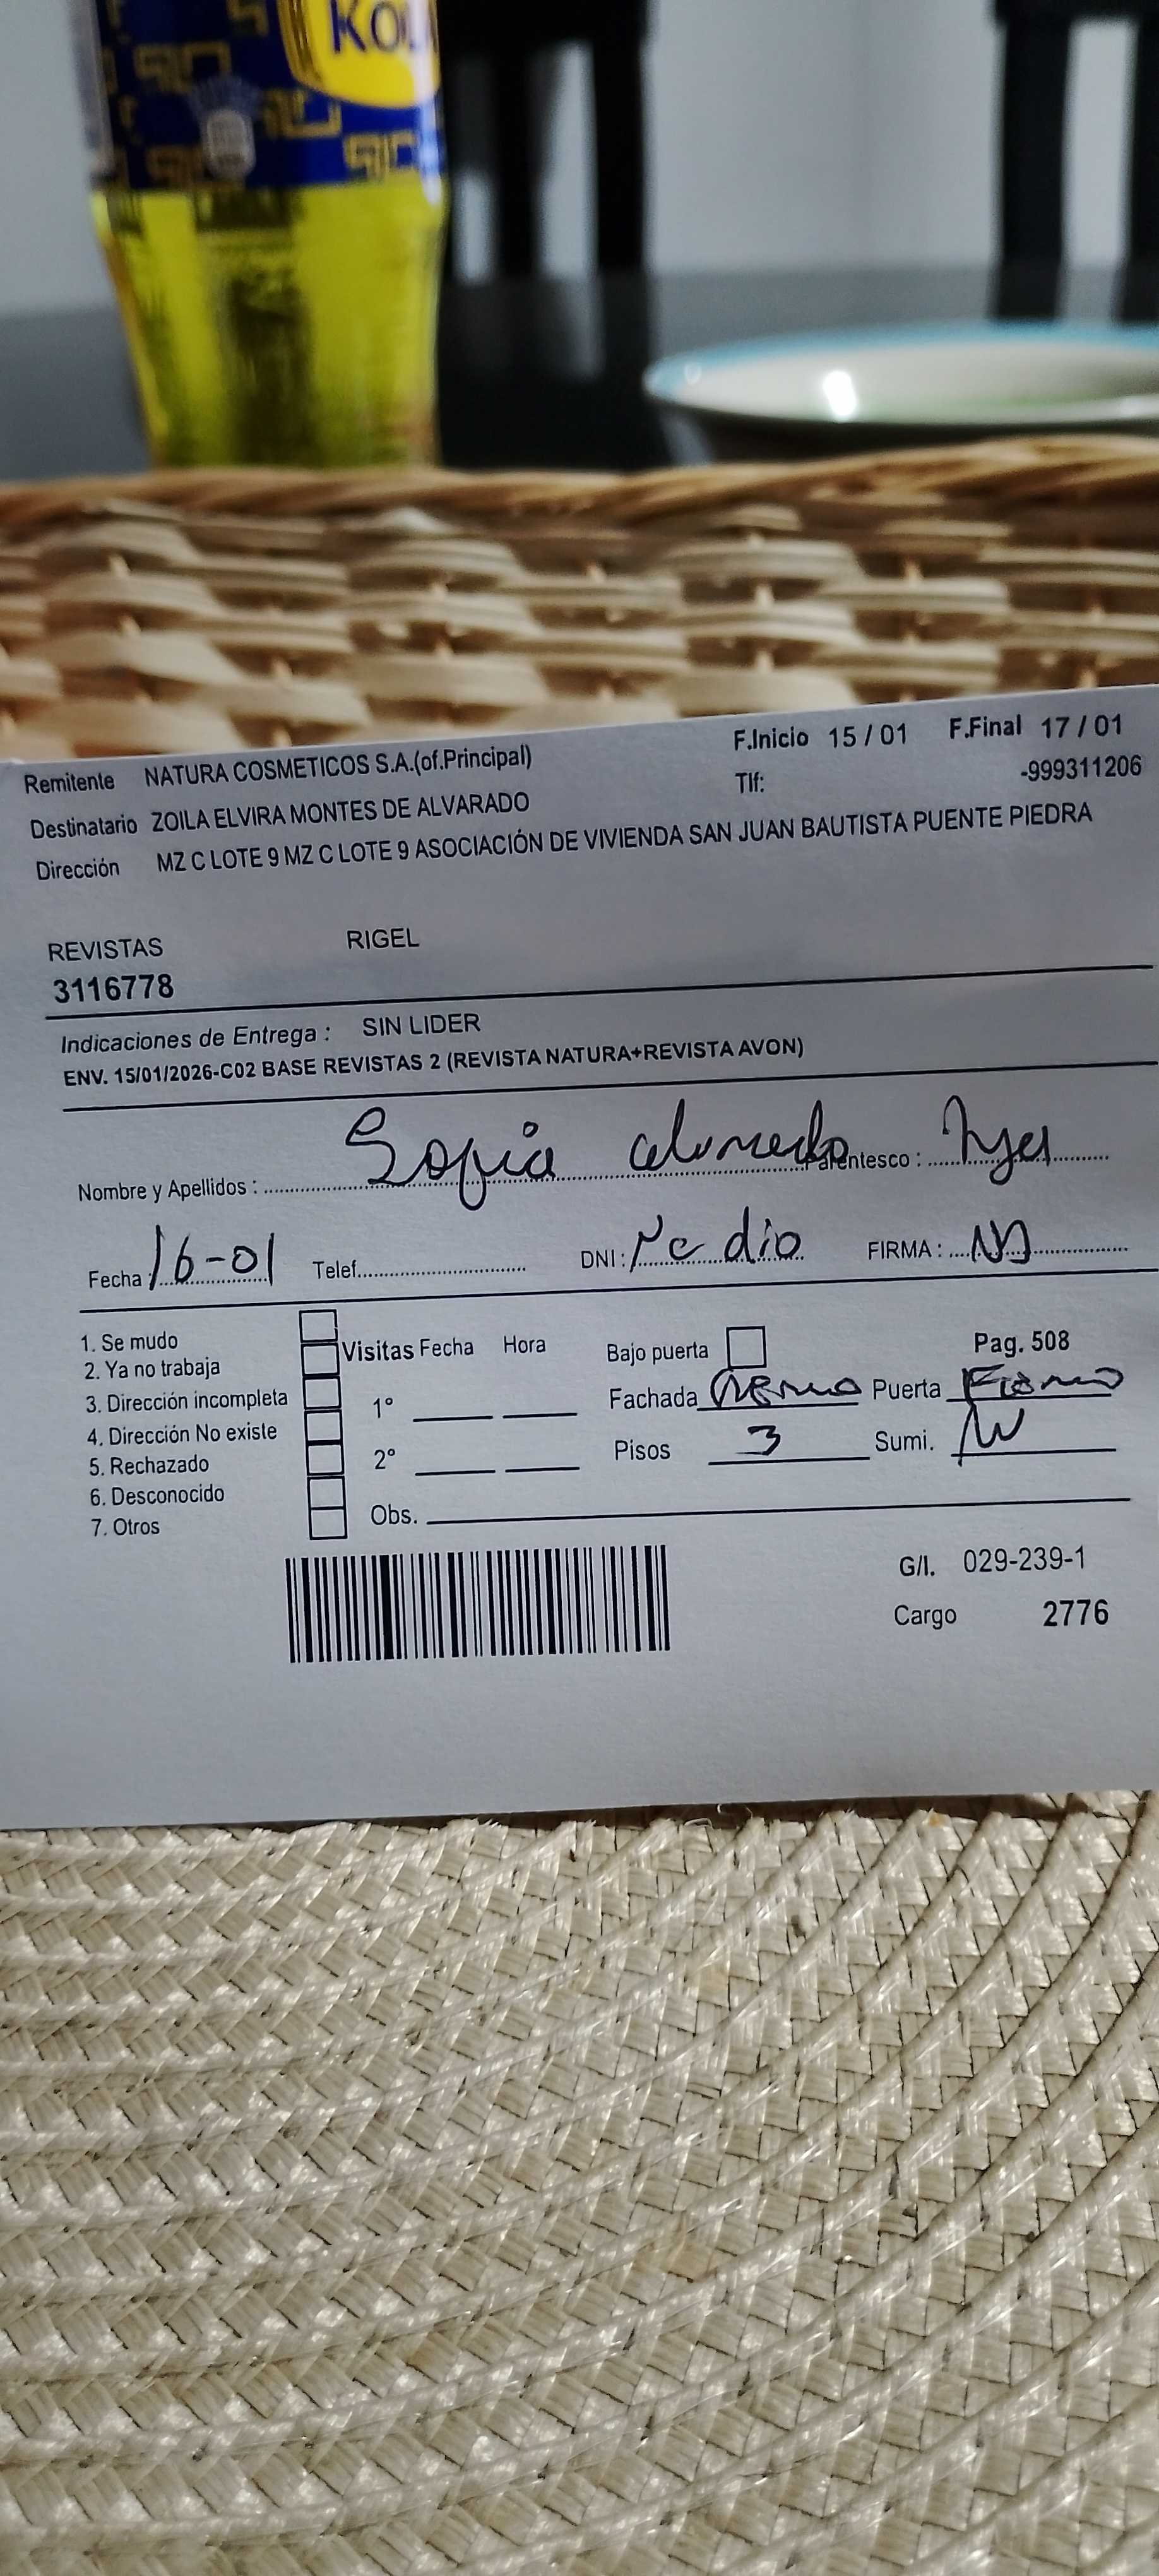 Ko
Remitente NATURA COSMETICOS S.A.(of.Principal) F.Inicio 15 / 01 F.Final 17 / 01
Destinatario ZOILA ELVIRA MONTES DE ALVARADO Tlf: -999311206
Dirección MZ C LOTE 9 MZ C LOTE 9 ASOCIACIÓN DE VIVIENDA SAN JUAN BAUTISTA PUENTE PIEDRA
REVISTAS RIGEL
3116778
Indicaciones de Entrega : SIN LIDER
ENV. 15/01/2026-C02 BASE REVISTAS 2 (REVISTA NATURA+REVISTA AVON)
Nombre y Apellidos : Sofia Parentesco :
Fecha 16-01 Telef. DNI: dio FIRMA :
1. Se mudo
2. Ya no trabaja
3. Dirección incompleta
4. Dirección No existe
5. Rechazado
6. Desconocido
7. Otros
Visitas Fecha Hora
1°
2°
Obs.
Bajo puerta Pag. 508
Fachada Puerta
Pisos 3 Sumi.
G/I. 029-239-1
Cargo 2776